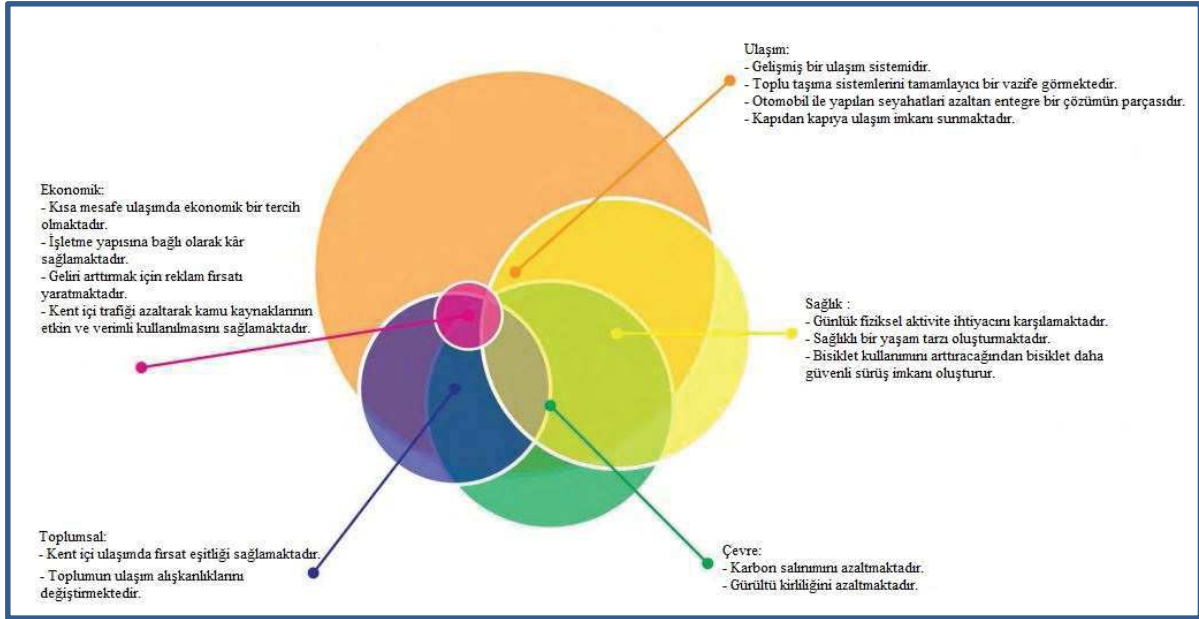 Ulaşım:
- Gelişmiş bir ulaşım sistemidir.
- Toplu taşıma sistemlerini tamamlayıcı bir vazife görmektedir.
- Otomobil ile yapılan seyahatlari azaltan entegre bir çözümün parçasıdır.
- Kapıdan kapıya ulaşım imkanı sunmaktadır.
Ekonomik:
- Kısa mesafe ulaşımda ekonomik bir tercih
olmaktadır.
- İşletme yapısına bağlı olarak kâr
sağlamaktadır.
- Geliri arttırmak için reklam fırsatı
yaratmaktadır.
- Kent içi trafiği azaltarak kamu kaynaklarının
etkin ve verimli kullanılmasını sağlamaktadır.
Sağlık :
- Günlük fiziksel aktivite ihtiyacını karşılamaktadır.
- Sağlıklı bir yaşam tarzı oluşturmaktadır.
- Bisiklet kullanımını arttıracağından bisiklet daha
güvenli sürüş imkanı oluşturur.
Toplumsal:
- Kent içi ulaşımda fırsat eşitliği sağlamaktadır.
- Toplumun ulaşım alışkanlıklarını
değiştirmektedir.
Çevre:
- Karbon salınımını azaltmaktadır.
- Gürültü kirliliğini azaltmaktadır.